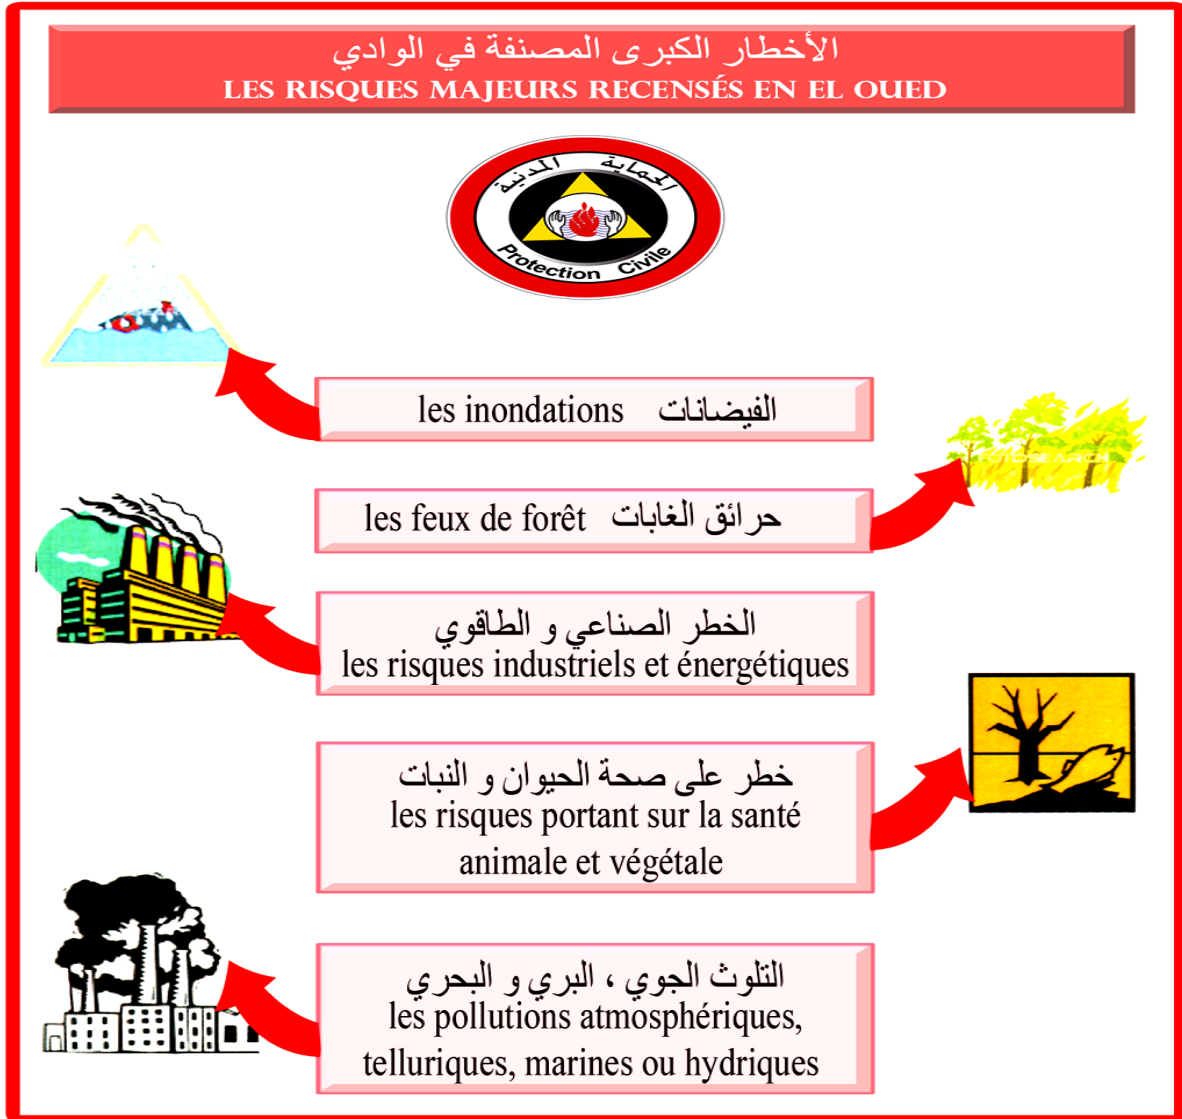 الأخطار الكبرى المصنفة في الوادي
LES RISQUES MAJEURS RECENSÉS EN EL OUED
الحماية المدنية
Protection Civile
les inondations الفيضانات
FOTOSEARCH
les feux de forêt حرائق الغابات
الخطر الصناعي و الطاقوي
les risques industriels et énergétiques
خطر على صحة الحيوان و النبات
les risques portant sur la santé
animale et végétale
التلوث الجوي ، البري و البحري
les pollutions atmosphériques,
telluriques, marines ou hydriques